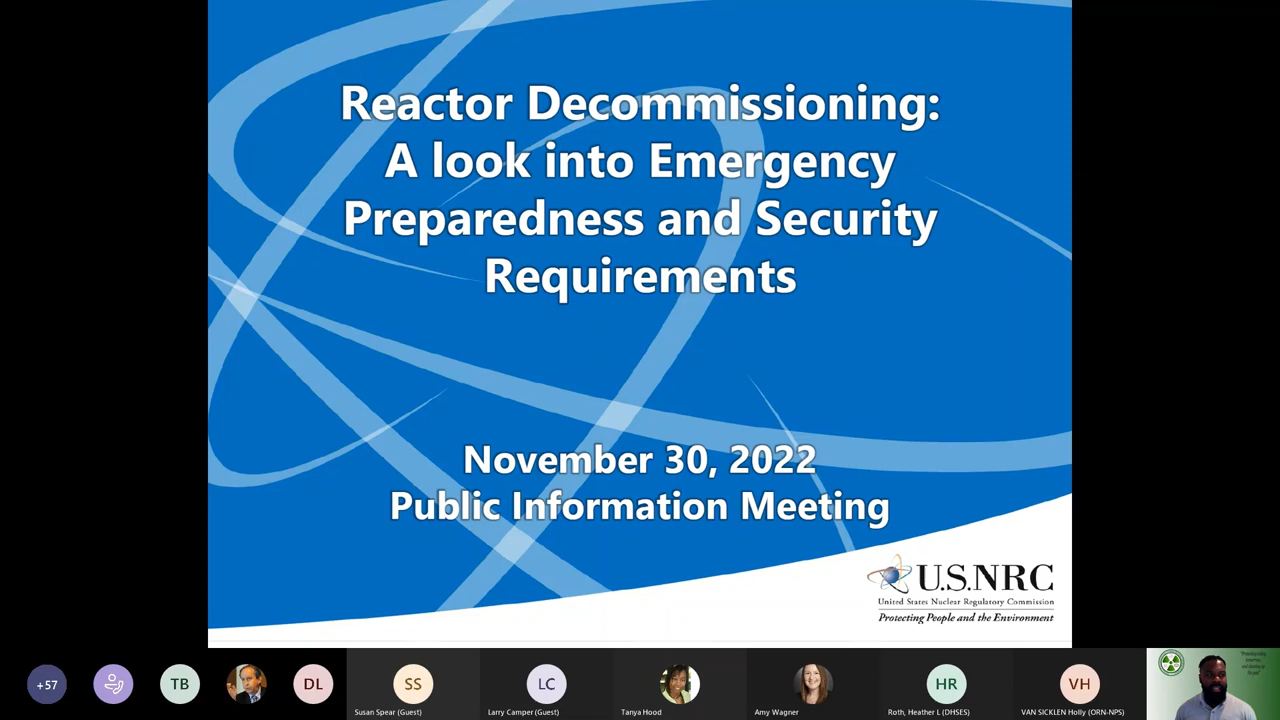 Reactor Decommissioning:
A look into Emergency
Preparedness and Security
Requirements
November 30, 2022
Public Information Meeting
U.S.NRC
United States Nuclear Regulatory Commission
Protecting People and the Environment
+57
TB
DL
SS
Susan Spear (Guest)
LC
Larry Camper (Guest)
Tanya Hood
Amy Wagner
HR
Roth, Heather L (DHSES)
VH
VAN SICKLEN Holly (ORN-NPS)